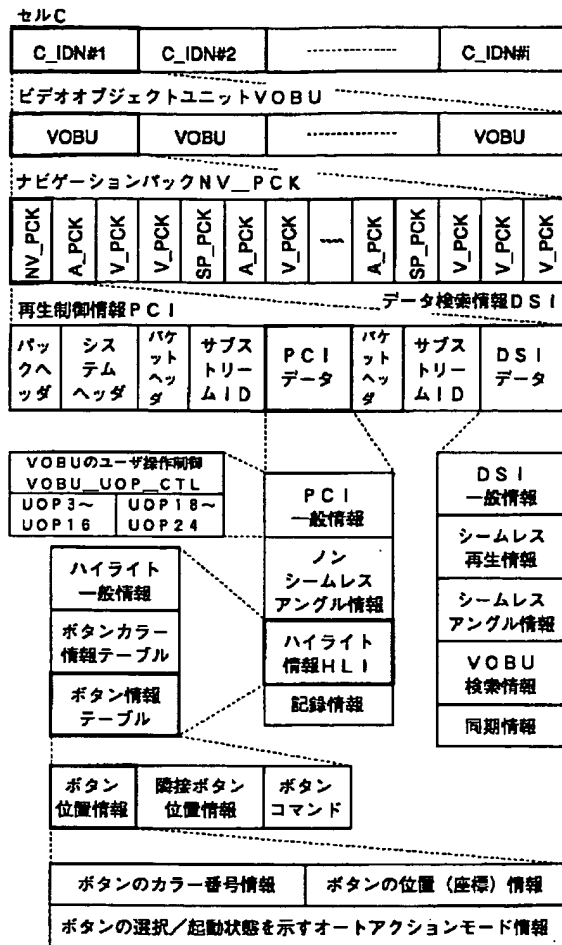 セルC
C_IDN#1 C_IDN#2 C_IDN#i
ビデオオブジェクトユニットVOBU
VOBU VOBU VOBU
ナビゲーションパックNV_PCK
NV_PCK A_PCK V_PCK V_PCK SP_PCK A_PCK V_PCK A_PCK SP_PCK V_PCK V_PCK V_PCK
再生制御情報PCI
データ検索情報DSI
パックヘッダ
システムヘッダ
パケットヘッダ
サブストリームID
PCIデータ
パケットヘッダ
サブストリームID
DSIデータ
VOBUのユーザ操作制御
VOBU_UOP_CTL
UOP3~ UOP18~
UOP16 UOP24
PCI
一般情報
ノン
シームレス
アングル情報
ハイライト
情報HLI
記録情報
DSI
一般情報
シームレス
再生情報
シームレス
アングル情報
VOBU
検索情報
同期情報
ハイライト
一般情報
ボタンカラー
情報テーブル
ボタン情報
テーブル
ボタン
位置情報
隣接ボタン
位置情報
ボタン
コマンド
ボタンのカラー番号情報 ボタンの位置(座標)情報
ボタンの選択/起動状態を示すオートアクションモード情報